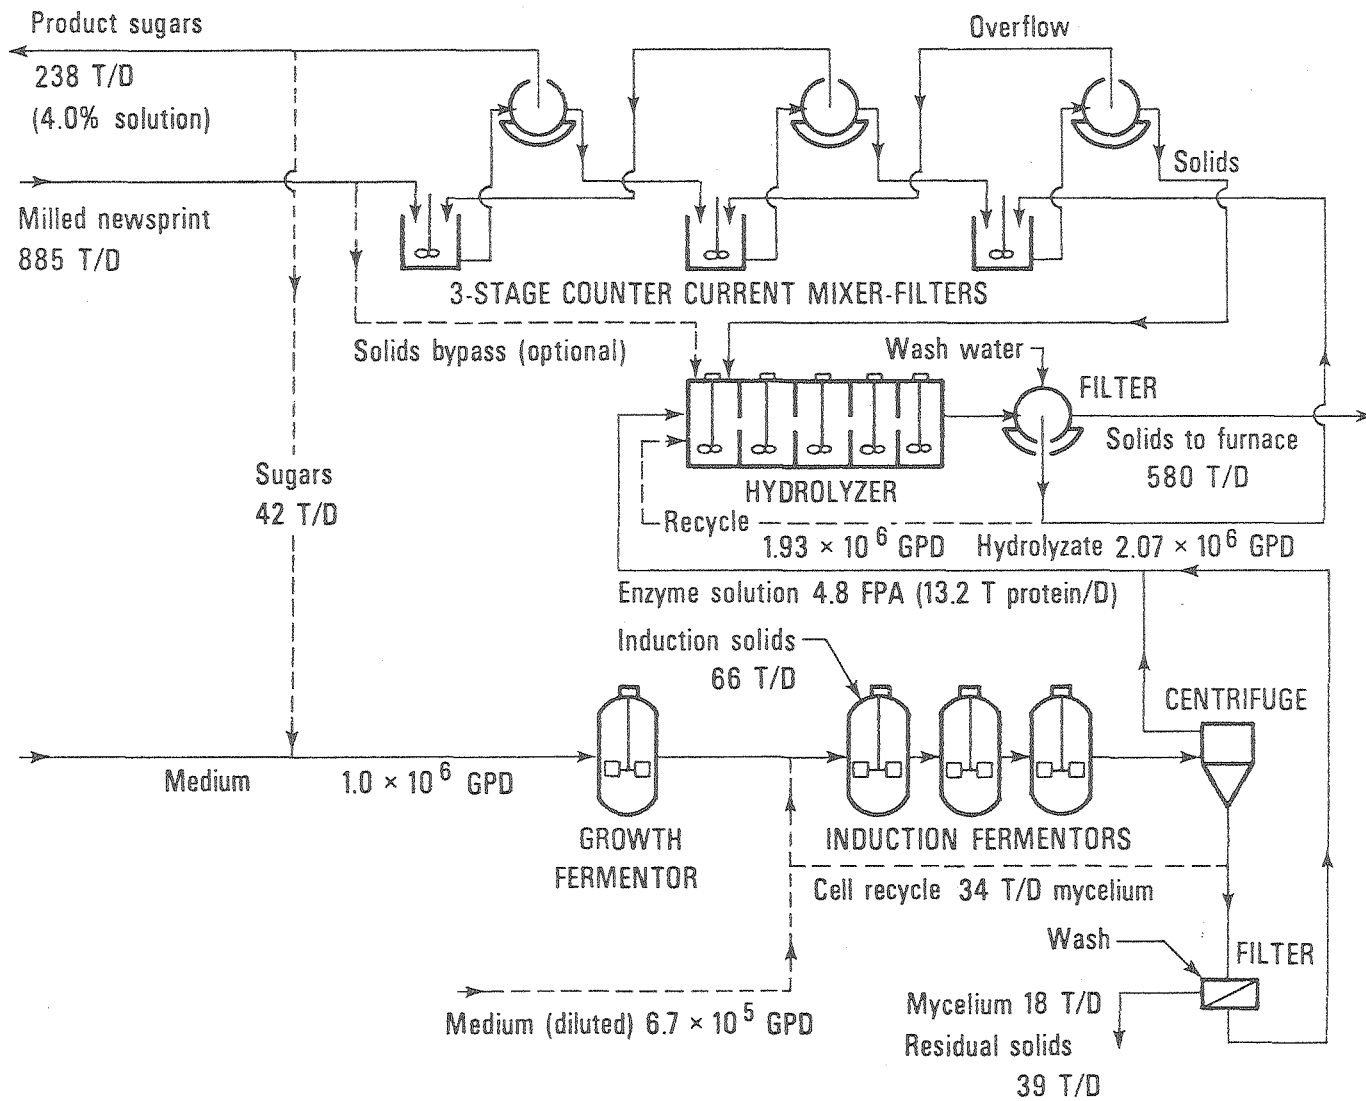 Product sugars
238 T/D
(4.0% solution)
Overflow
Solids
Milled newsprint
885 T/D
3-STAGE COUNTER CURRENT MIXER-FILTERS
Solids bypass (optional)
Wash water
FILTER
Solids to furnace
580 T/D
HYDROLYZER
Sugars
42 T/D
Recycle
1.93 × 10⁶ GPD
Hydrolyzate 2.07 × 10⁶ GPD
Enzyme solution 4.8 FPA (13.2 T protein/D)
Induction solids
66 T/D
CENTRIFUGE
Medium
1.0 × 10⁶ GPD
GROWTH
FERMENTOR
INDUCTION FERMENTORS
Cell recycle 34 T/D mycelium
Wash
FILTER
Medium (diluted) 6.7 × 10⁵ GPD
Mycelium 18 T/D
Residual solids
39 T/D